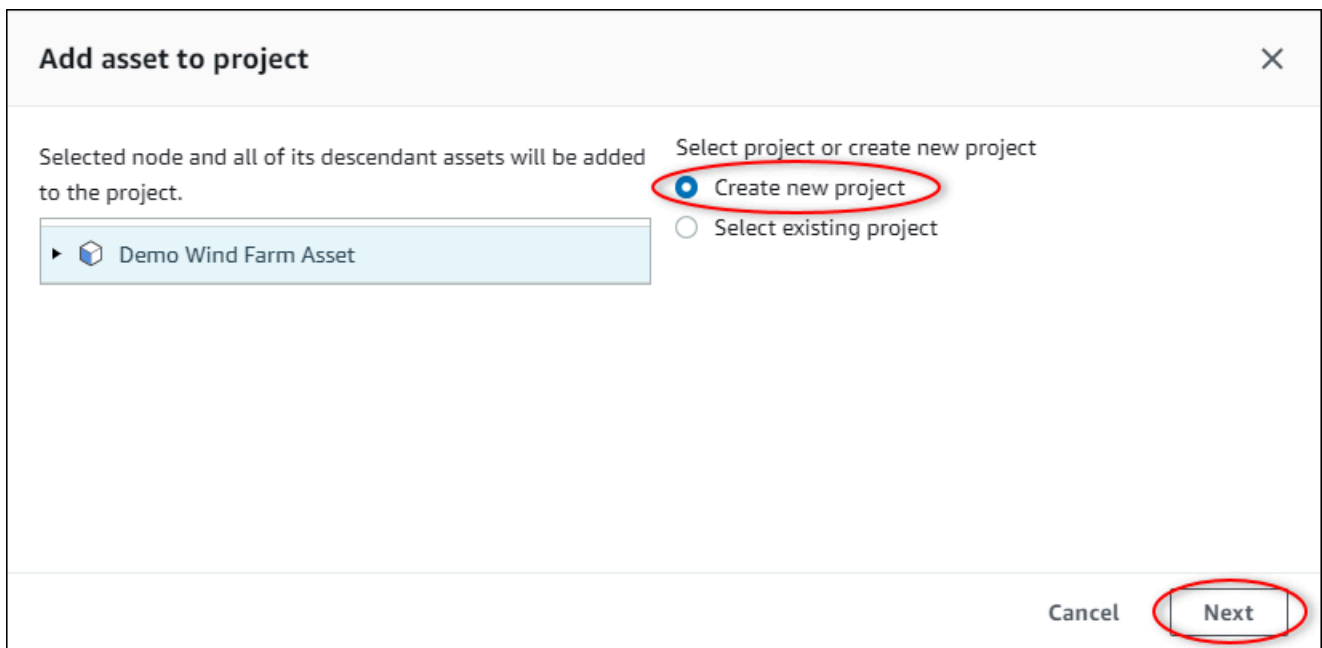 Add asset to project
Selected node and all of its descendant assets will be added
to the project.
Demo Wind Farm Asset
Select project or create new project
Create new project
Select existing project
Cancel
Next